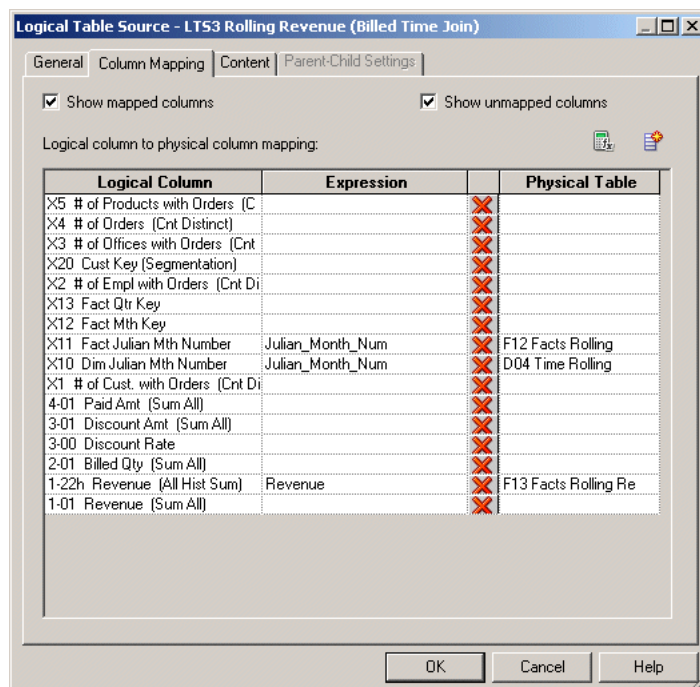 Logical Table Source - LTS3 Rolling Revenue (Billed Time Join)
General Column Mapping Content Parent-Child Settings
Show mapped columns Show unmapped columns
Logical column to physical column mapping:
Logical Column Expression Physical Table
X5 # of Products with Orders (C
X4 # of Orders (Cnt Distinct)
X3 # of Offices with Orders (Cnt
X20 Cust Key (Segmentation)
X2 # of Empl with Orders (Cnt Di
X13 Fact Qtr Key
X12 Fact Mth Key
X11 Fact Julian Mth Number Julian_Month_Num F12 Facts Rolling
X10 Dim Julian Mth Number Julian_Month_Num D04 Time Rolling
X1 # of Cust. with Orders (Cnt Di
4-01 Paid Amt (Sum All)
3-01 Discount Amt (Sum All)
3-00 Discount Rate
2-01 Billed Qty (Sum All)
1-22h Revenue (All Hist Sum) Revenue F13 Facts Rolling Re
1-01 Revenue (Sum All)
OK Cancel Help